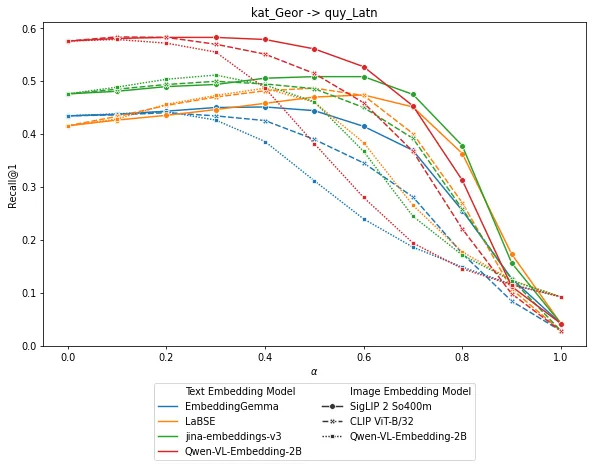 kat_Geor -> quy_Latn
0.6
0.5
0.4
0.3
0.2
0.1
0.0
Recall@1
0.0 0.2 0.4 0.6 0.8 1.0
α
Text Embedding Model
EmbeddingGemma
LaBSE
jina-embeddings-v3
Qwen-VL-Embedding-2B
Image Embedding Model
SigLIP 2 So400m
CLIP ViT-B/32
Qwen-VL-Embedding-2B